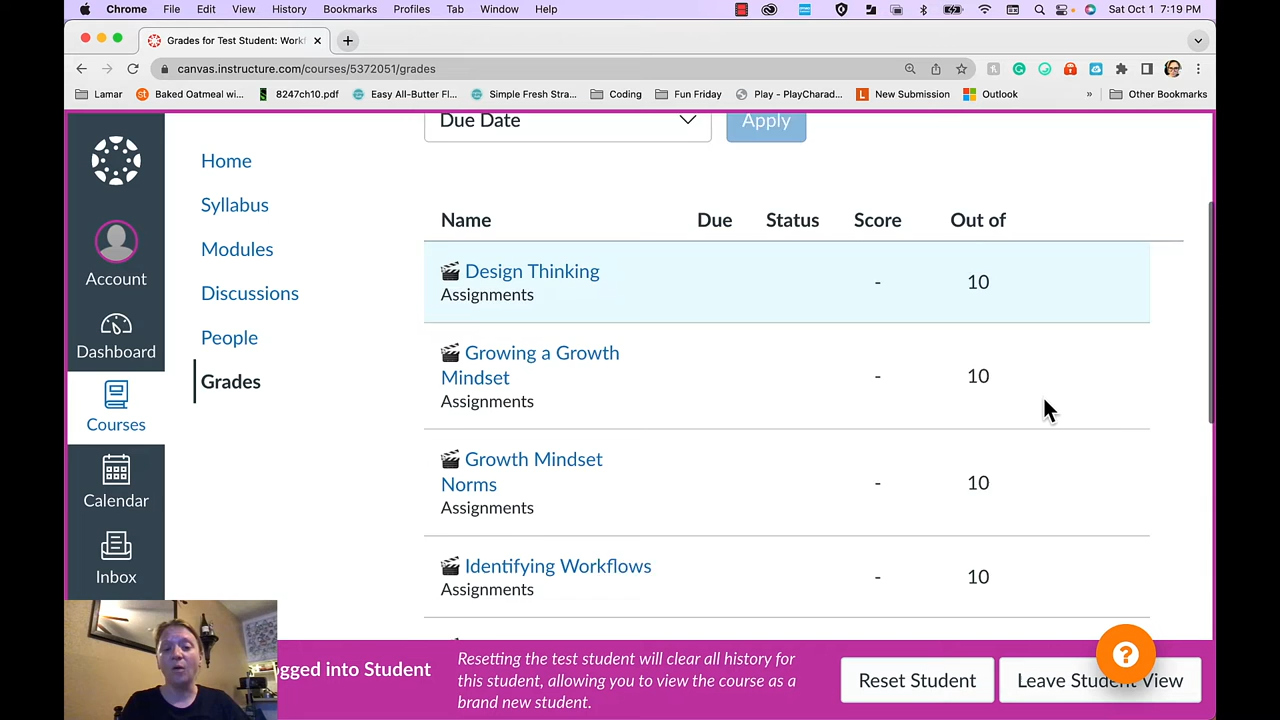 Chrome File Edit View History Bookmarks Profiles Tab Window Help Sat Oct 1 7:19 PM
Grades for Test Student: Workf
canvas.instructure.com/courses/5372051/grades
Lamar Baked Oatmeal wi... 8247ch10.pdf Easy All-Butter Fl... Simple Fresh Stra... Coding Fun Friday Play - PlayCharad... New Submission Outlook » Other Bookmarks
Due Date Apply
Home
Syllabus
Modules
Discussions
People
Grades
Account
Dashboard
Courses
Calendar
Inbox
Name Due Status Score Out of
Design Thinking
Assignments
- 10
Growing a Growth
Mindset
Assignments
- 10
Growth Mindset
Norms
Assignments
- 10
Identifying Workflows
Assignments
- 10
gged into Student
Resetting the test student will clear all history for
this student, allowing you to view the course as a
brand new student.
Reset Student
Leave Student View